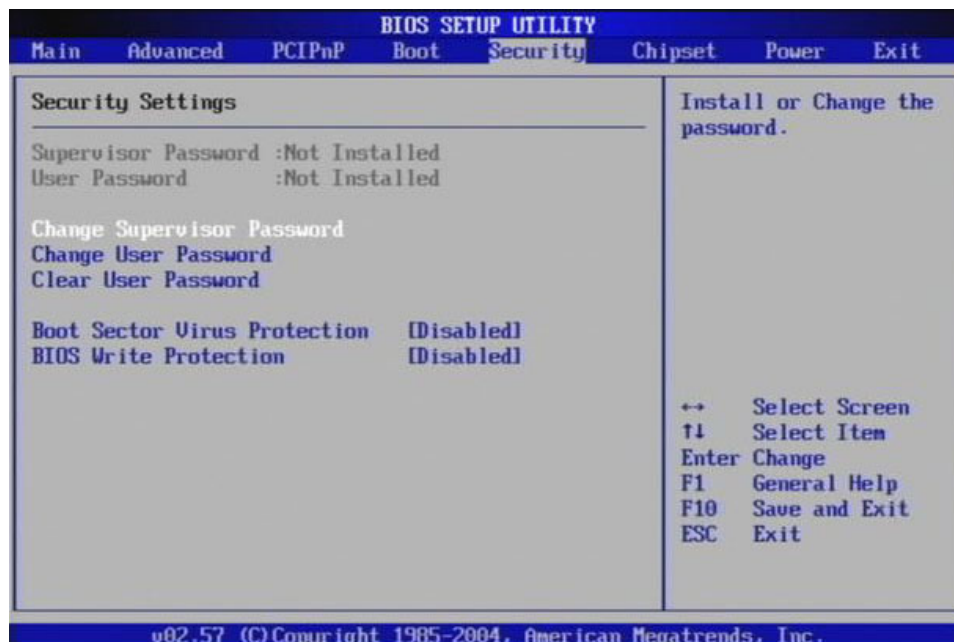 BIOS SETUP UTILITY
Main Advanced PCIPnP Boot Security Chipset Power Exit
Security Settings
Supervisor Password :Not Installed
User Password :Not Installed
Change Supervisor Password
Change User Password
Clear User Password
Boot Sector Virus Protection [Disabled]
BIOS Write Protection [Disabled]
Install or Change the
password.
↔ Select Screen
↑↓ Select Item
Enter Change
F1 General Help
F10 Save and Exit
ESC Exit
v02.57 (C)Copyright 1985-2004, American Megatrends, Inc.